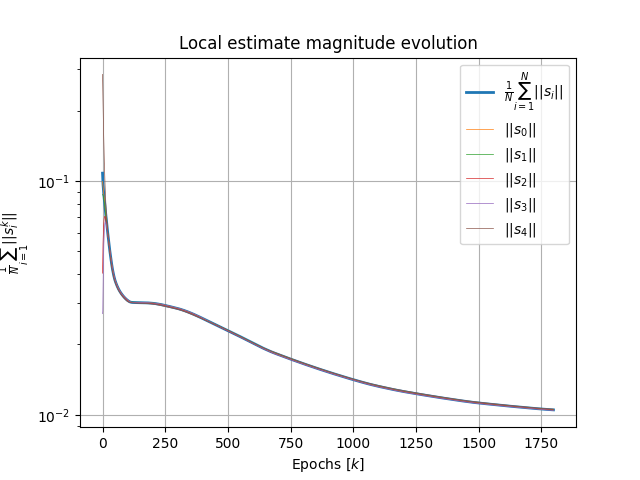 Local estimate magnitude evolution
$\frac{1}{N}\sum_{i=1}^{N}||s_i||$
$||s_0||$
$||s_1||$
$||s_2||$
$||s_3||$
$||s_4||$
$10^{-1}$
$10^{-2}$
$\frac{1}{N}\sum_{i=1}^{N}||s_i^k||$
0 250 500 750 1000 1250 1500 1750
Epochs [k]